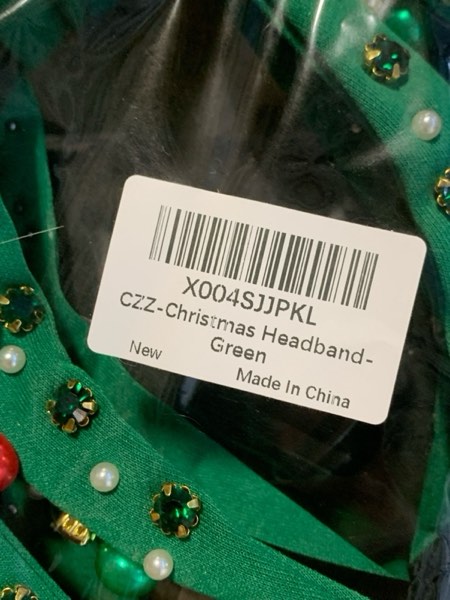 X004SJJPKL
CZZ-Christmas Headband-
Green
New
Made In China